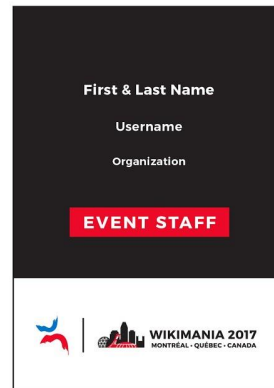 First & Last Name
Username
Organization
EVENT STAFF
WIKIMANIA 2017
MONTRÉAL • QUÉBEC • CANADA